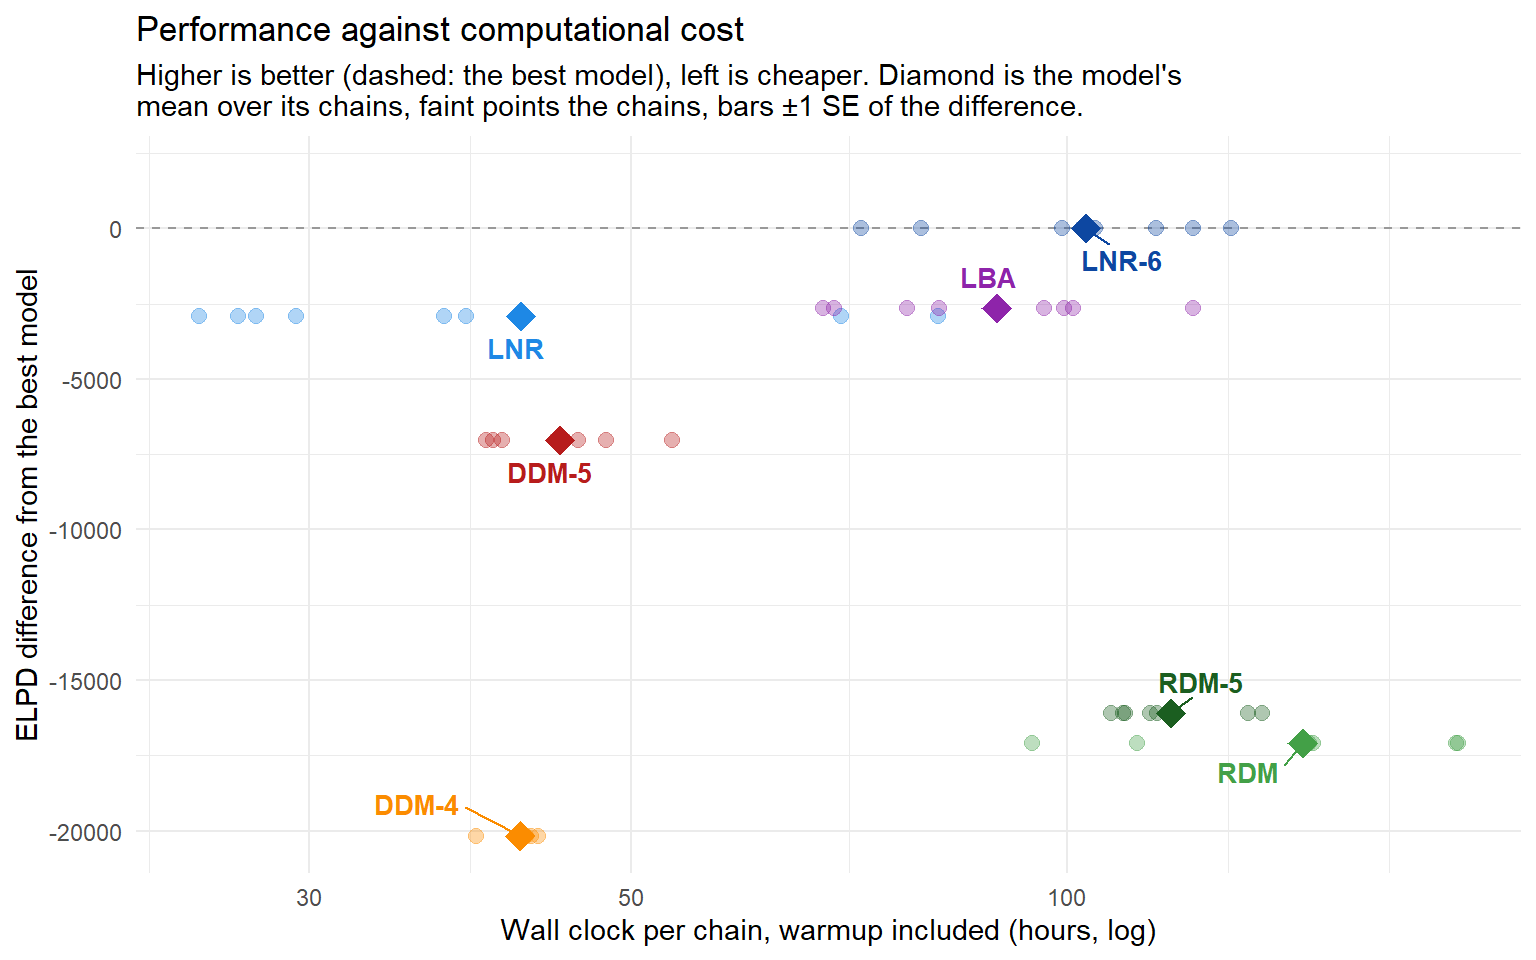 Performance against computational cost
Higher is better (dashed: the best model), left is cheaper. Diamond is the model's
mean over its chains, faint points the chains, bars ±1 SE of the difference.
ELPD difference from the best model
0
-5000
-10000
-15000
-20000
LNR-6
LBA
LNR
DDM-5
RDM-5
RDM
DDM-4
30
50
100
Wall clock per chain, warmup included (hours, log)